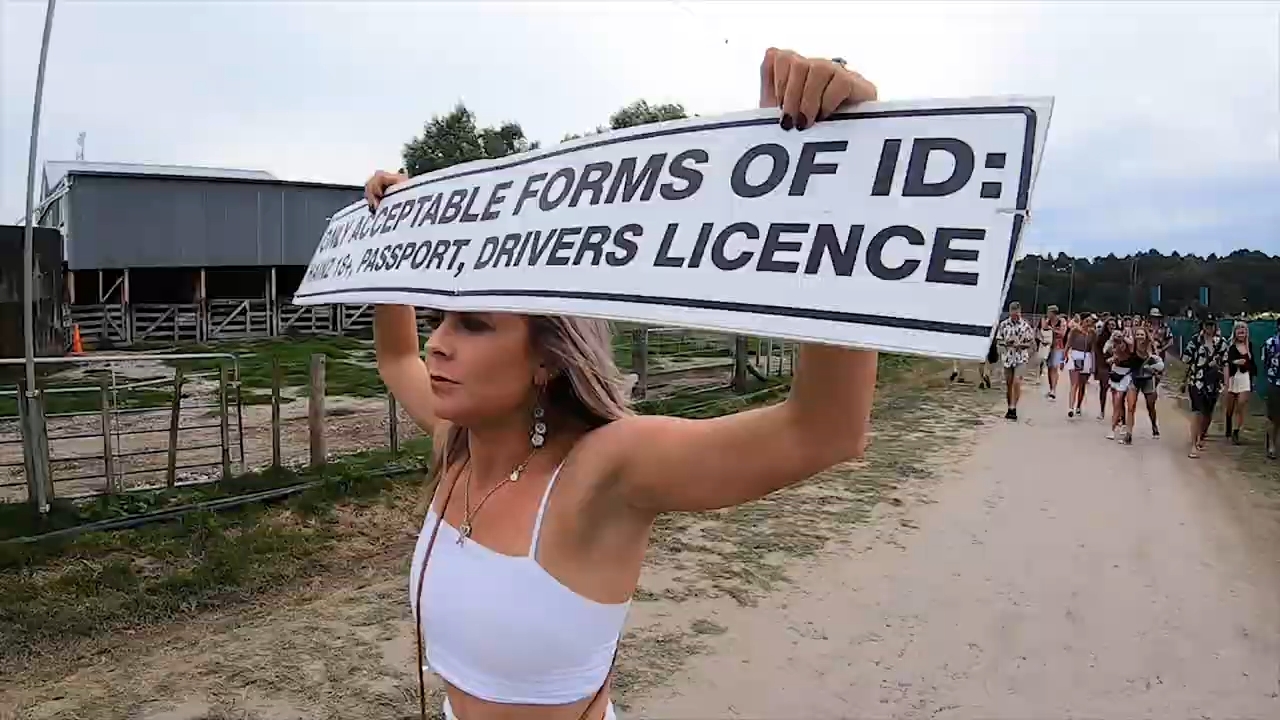 ONLY ACCEPTABLE FORMS OF ID:
18+, PASSPORT, DRIVERS LICENCE